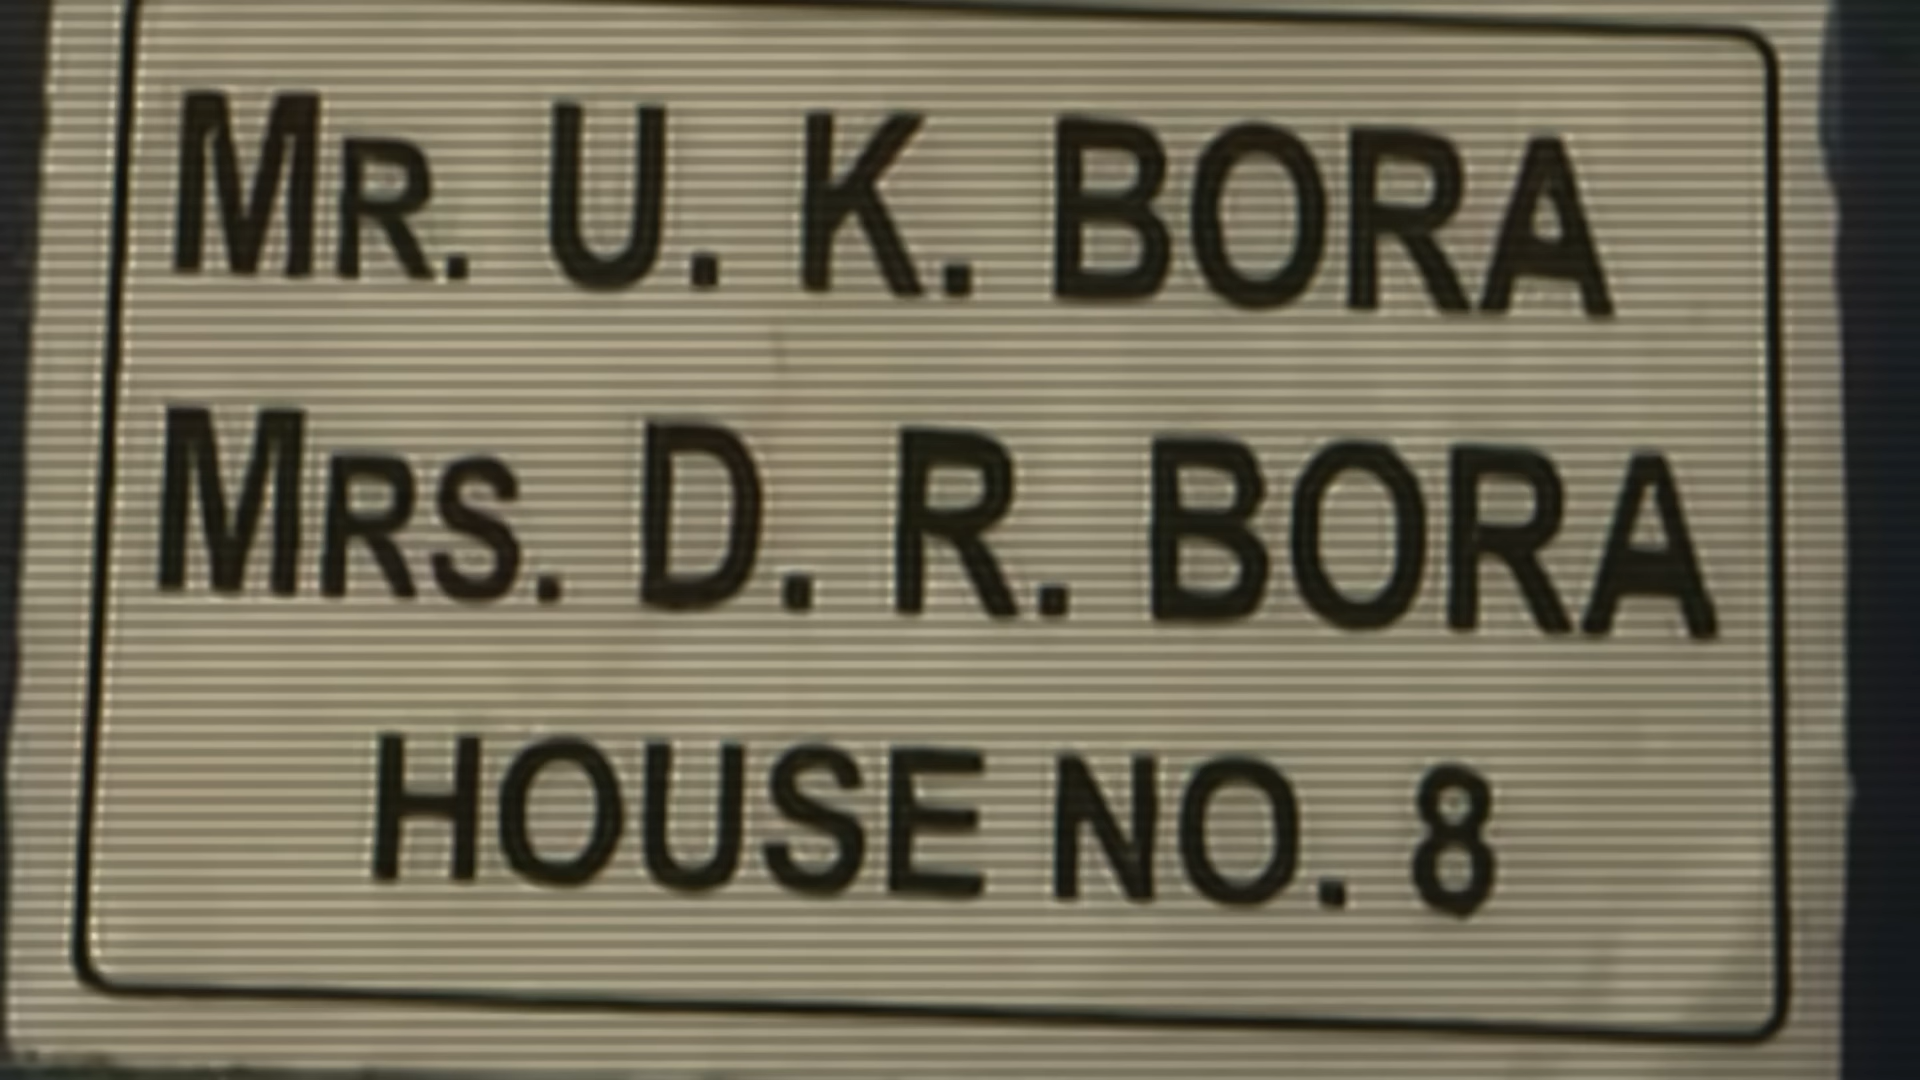 MR. U. K. BORA
MRS. D. R. BORA
HOUSE NO. 8